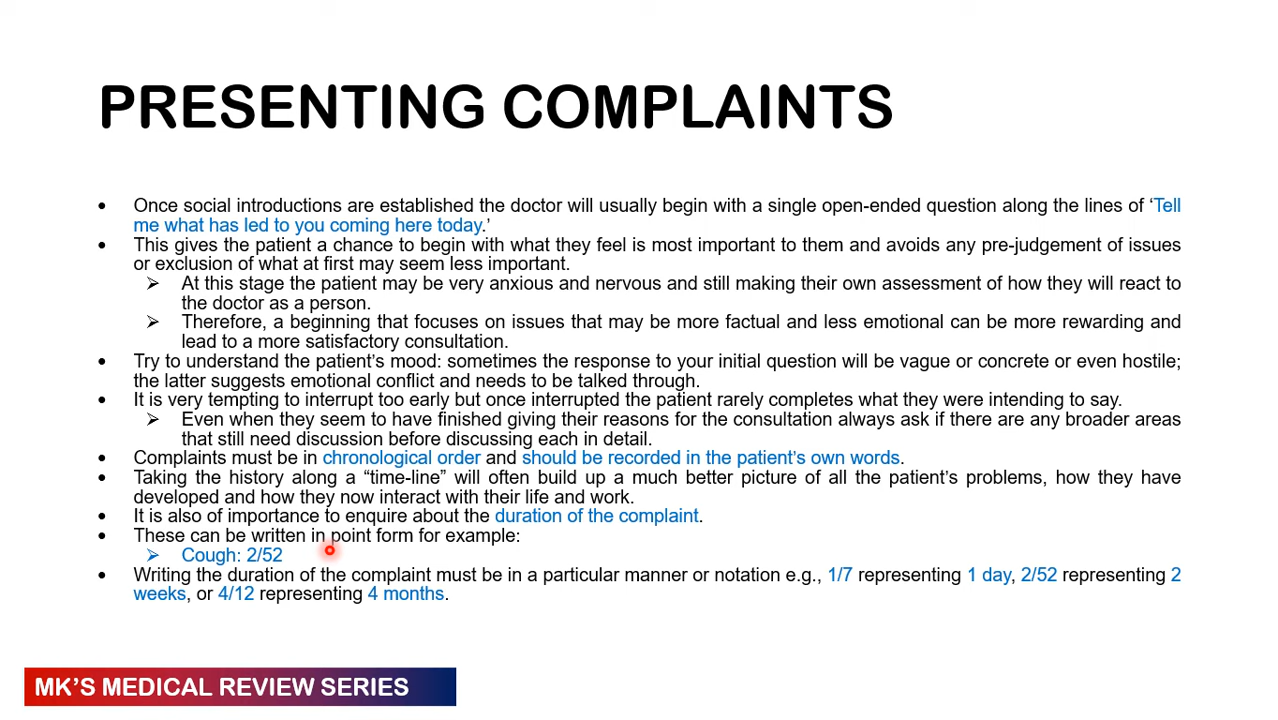 PRESENTING COMPLAINTS
• Once social introductions are established the doctor will usually begin with a single open-ended question along the lines of ‘Tell
me what has led to you coming here today.’
• This gives the patient a chance to begin with what they feel is most important to them and avoids any pre-judgement of issues
or exclusion of what at first may seem less important.
➢ At this stage the patient may be very anxious and nervous and still making their own assessment of how they will react to
the doctor as a person.
➢ Therefore, a beginning that focuses on issues that may be more factual and less emotional can be more rewarding and
lead to a more satisfactory consultation.
• Try to understand the patient’s mood: sometimes the response to your initial question will be vague or concrete or even hostile;
the latter suggests emotional conflict and needs to be talked through.
• It is very tempting to interrupt too early but once interrupted the patient rarely completes what they were intending to say.
➢ Even when they seem to have finished giving their reasons for the consultation always ask if there are any broader areas
that still need discussion before discussing each in detail.
• Complaints must be in chronological order and should be recorded in the patient’s own words.
• Taking the history along a “time-line” will often build up a much better picture of all the patient’s problems, how they have
developed and how they now interact with their life and work.
• It is also of importance to enquire about the duration of the complaint.
• These can be written in point form for example:
➢ Cough: 2/52
• Writing the duration of the complaint must be in a particular manner or notation e.g., 1/7 representing 1 day, 2/52 representing 2
weeks, or 4/12 representing 4 months.
MK’S MEDICAL REVIEW SERIES